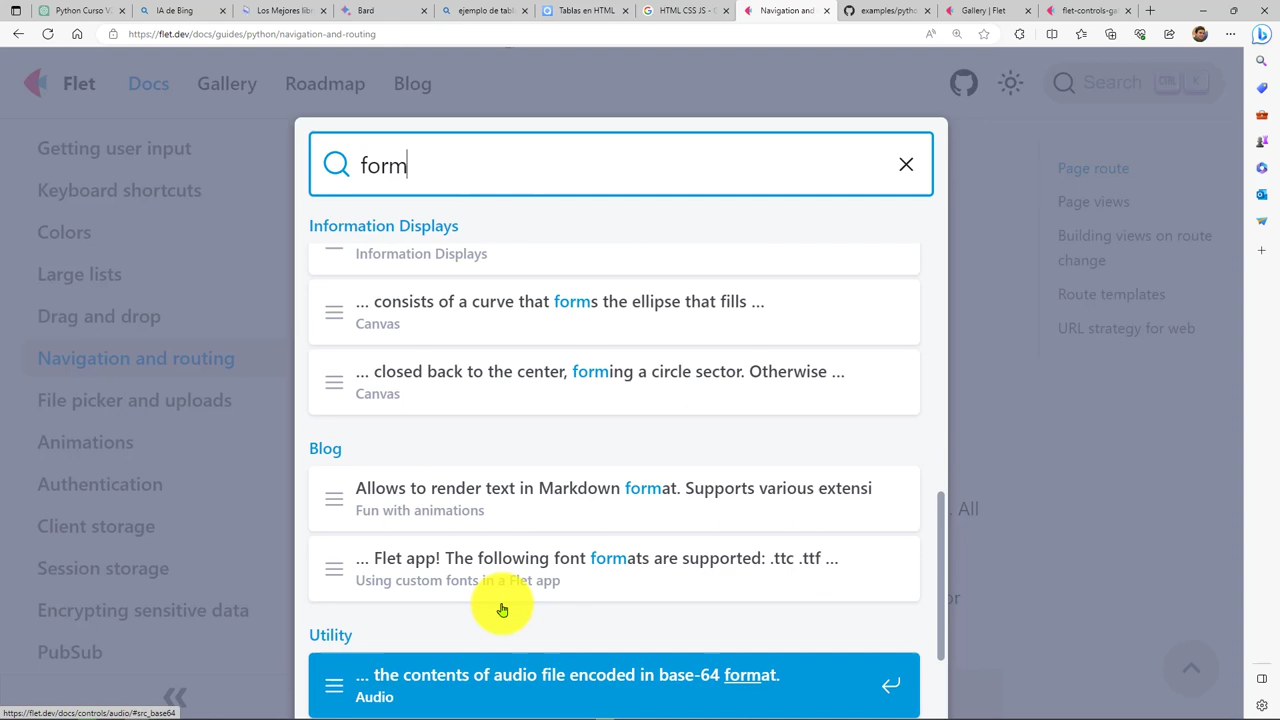 Python Curso V
IA de Bing
Los Mejores libr
Bard
ejemplo de tabl
Tablas en HTML
HTML CSS JS - G
Navigation and
examples/pytho
Gallery | Flet
flet-controls-ga
https://flet.dev/docs/guides/python/navigation-and-routing
Flet
Docs
Gallery
Roadmap
Blog
Search
CTRL
K
Getting user input
Keyboard shortcuts
Colors
Large lists
Drag and drop
Navigation and routing
File picker and uploads
Animations
Authentication
Client storage
Session storage
Encrypting sensitive data
PubSub
form
Information Displays
Information Displays
... consists of a curve that forms the ellipse that fills ...
Canvas
... closed back to the center, forming a circle sector. Otherwise ...
Canvas
Blog
Allows to render text in Markdown format. Supports various extensi
Fun with animations
... Flet app! The following font formats are supported: .ttc .ttf ...
Using custom fonts in a Flet app
Utility
... the contents of audio file encoded in base-64 format.
Audio
Page route
Page views
Building views on route
change
Route templates
URL strategy for web
. All
or
https://flet.dev/docs/controls/audio/#src_base64